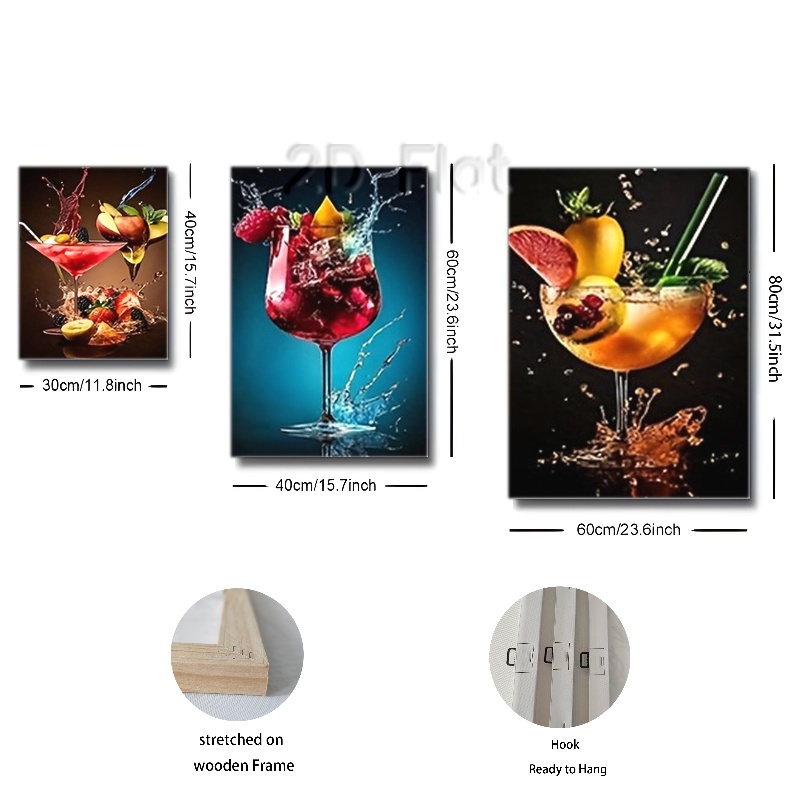 2D Flat
40cm/15.7inch
30cm/11.8inch
60cm/23.6inch
40cm/15.7inch
80cm/31.5inch
60cm/23.6inch
stretched on
wooden Frame
Hook
Ready to Hang